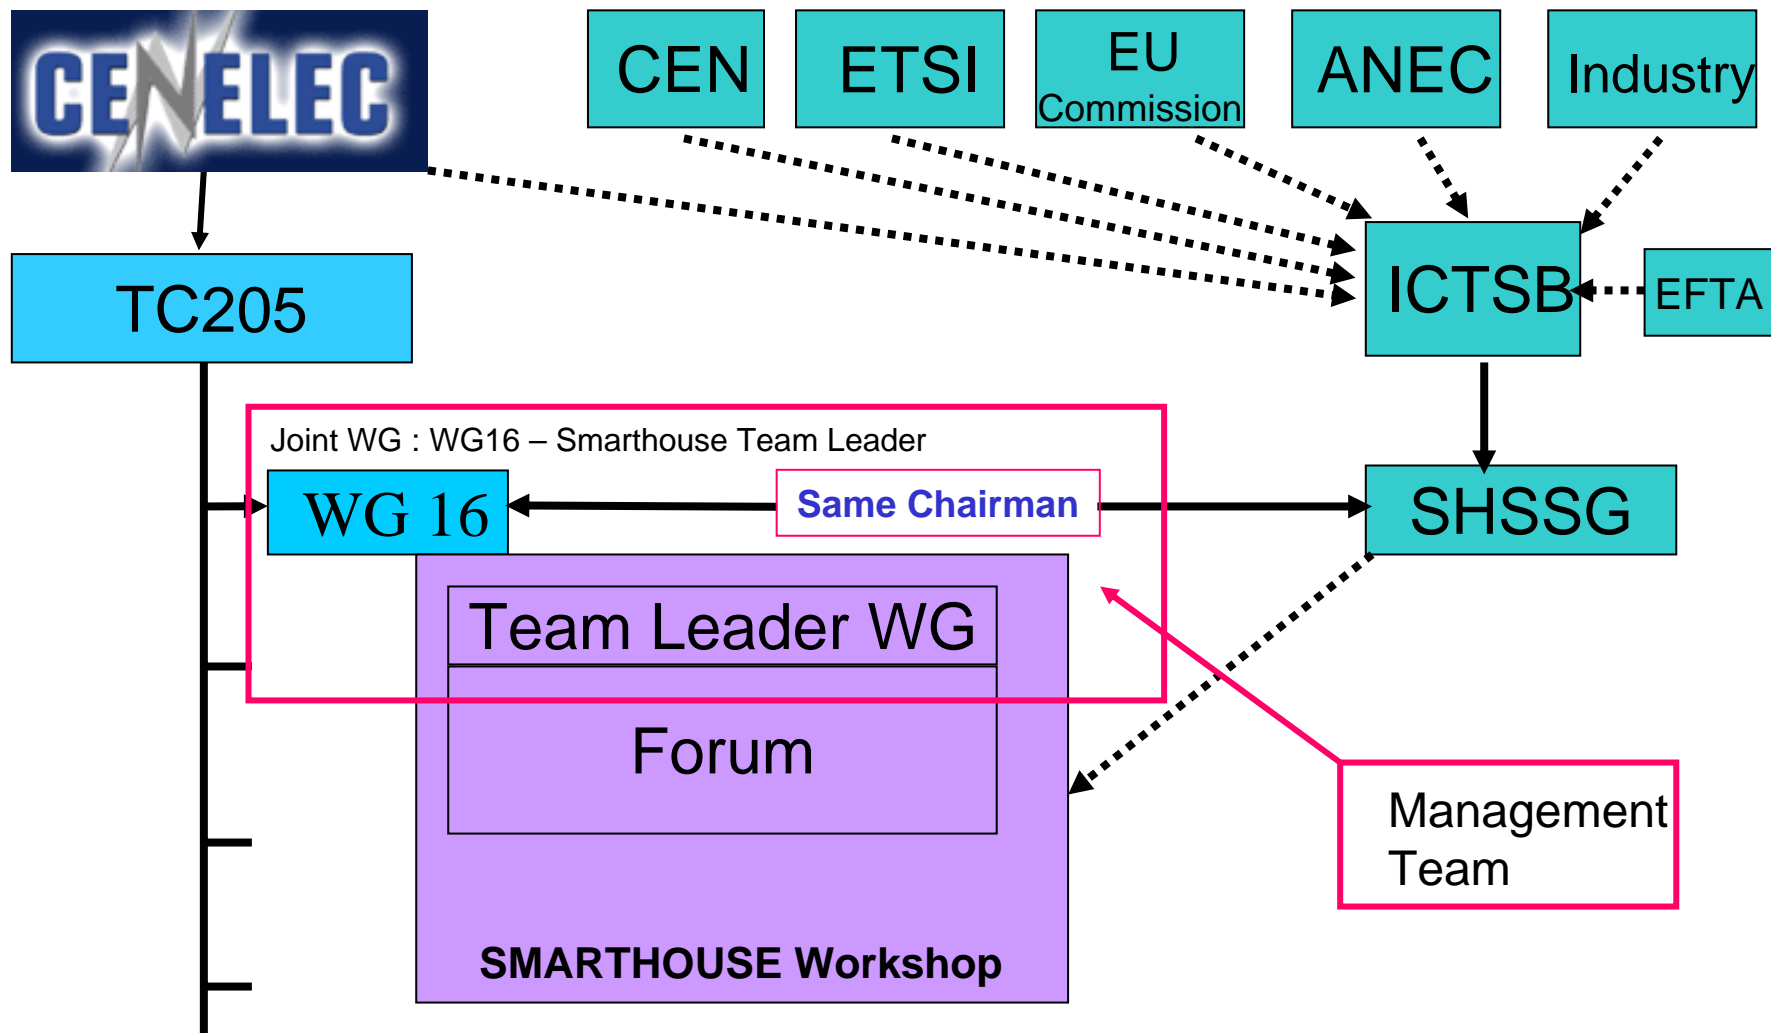 CENELEC
CEN
ETSI
EU
Commission
ANEC
Industry
TC205
ICTSB
EFTA
Joint WG : WG16 – Smarthouse Team Leader
WG 16
Same Chairman
SHSSG
Team Leader WG
Forum
Management
Team
SMARTHOUSE Workshop